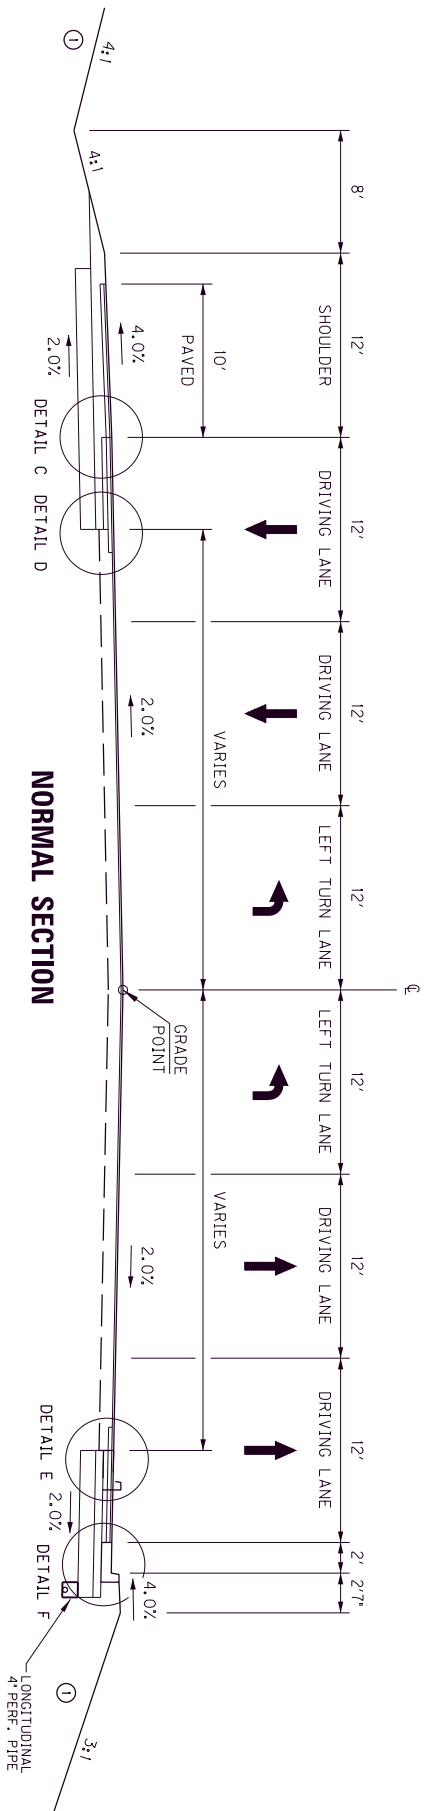 ℄
8'
12'
12'
12'
12'
12'
12'
12'
2'
2'7"
SHOULDER
DRIVING LANE
DRIVING LANE
LEFT TURN LANE
LEFT TURN LANE
DRIVING LANE
DRIVING LANE
10'
PAVED
VARIES
VARIES
GRADE
POINT
4:1
1
4:1
4.0%
2.0%
2.0%
2.0%
4.0%
2.0%
DETAIL C
DETAIL D
DETAIL E
DETAIL F
1
3:1
LONGITUDINAL
4" PERF. PIPE
NORMAL SECTION